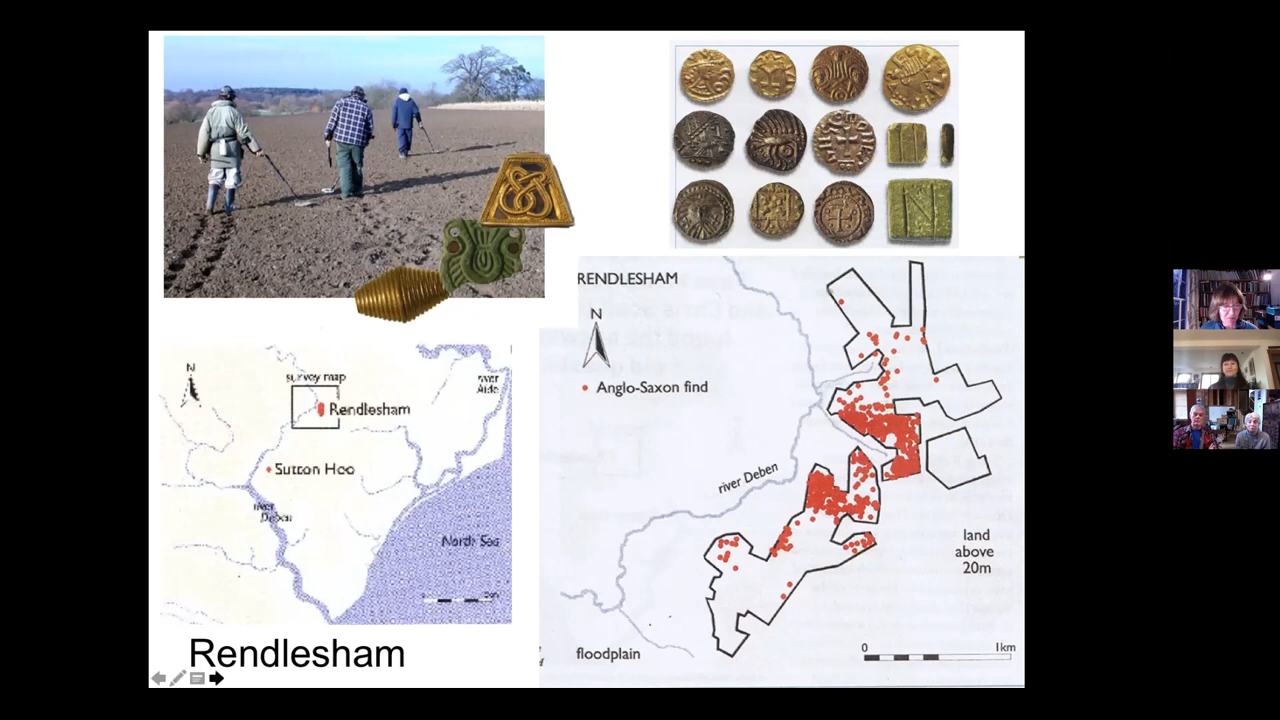 RENDLESHAM
N
Anglo-Saxon find
river Deben
land
above
20m
floodplain
0 1km
N
survey map
Rendlesham
river
Alde
Sutton Hoo
river
Deben
North Sea
Rendlesham